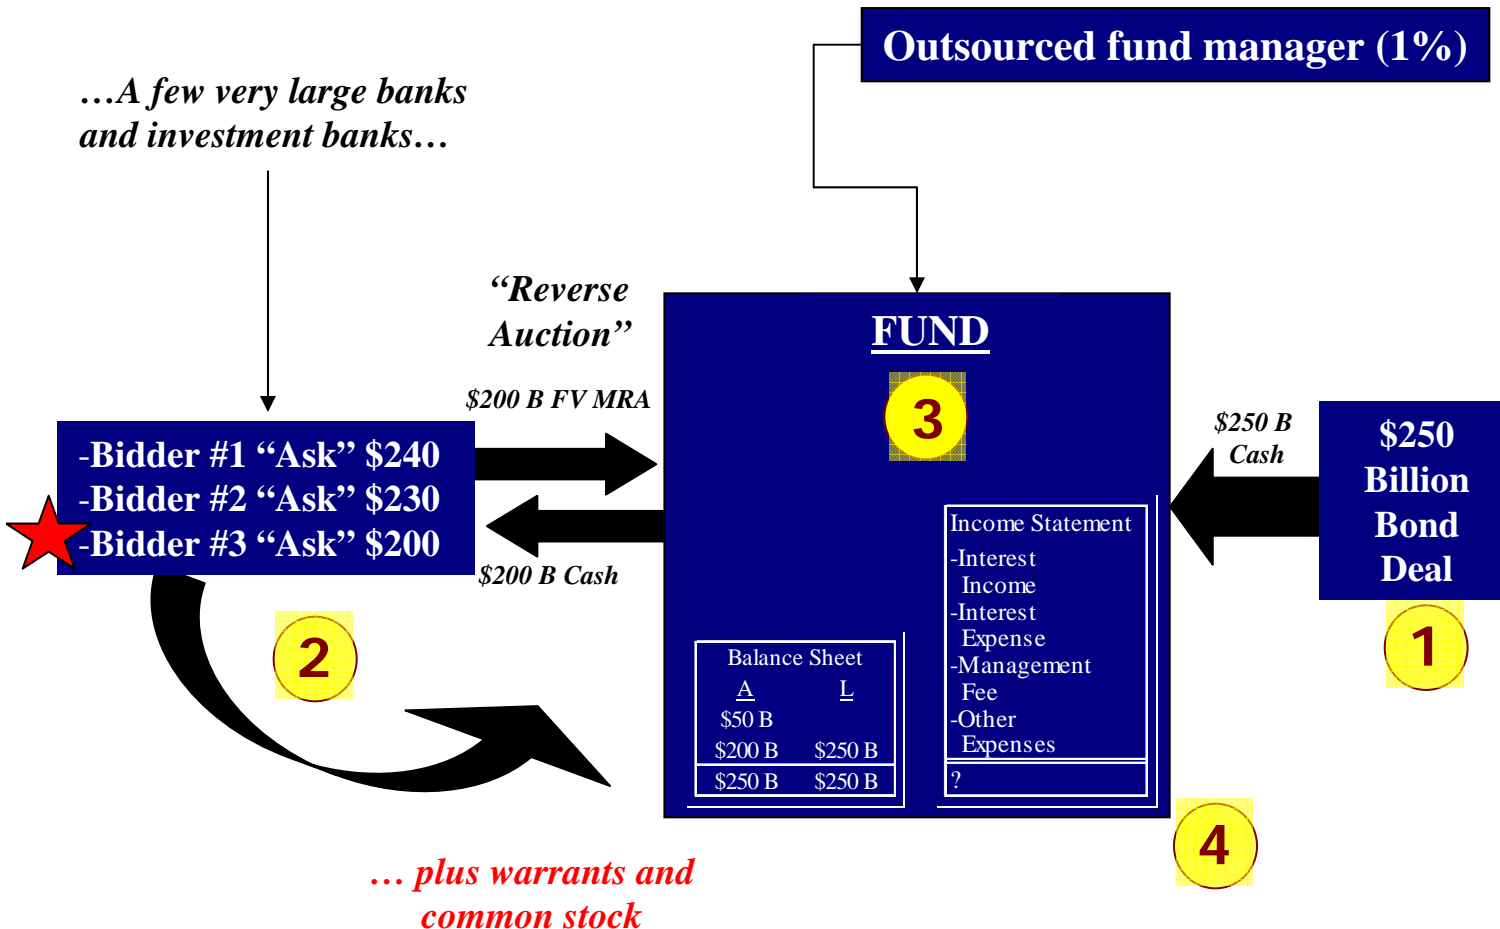 Outsourced fund manager (1%)
…A few very large banks
and investment banks…
“Reverse
Auction”
$200 B FV MRA
-Bidder #1 “Ask” $240
-Bidder #2 “Ask” $230
-Bidder #3 “Ask” $200
$200 B Cash
2
FUND
3
$250 B
Cash
$250
Billion
Bond
Deal
1
Income Statement
-Interest
Income
-Interest
Expense
-Management
Fee
-Other
Expenses
?
Balance Sheet
A L
$50 B
$200 B $250 B
$250 B $250 B
4
… plus warrants and
common stock